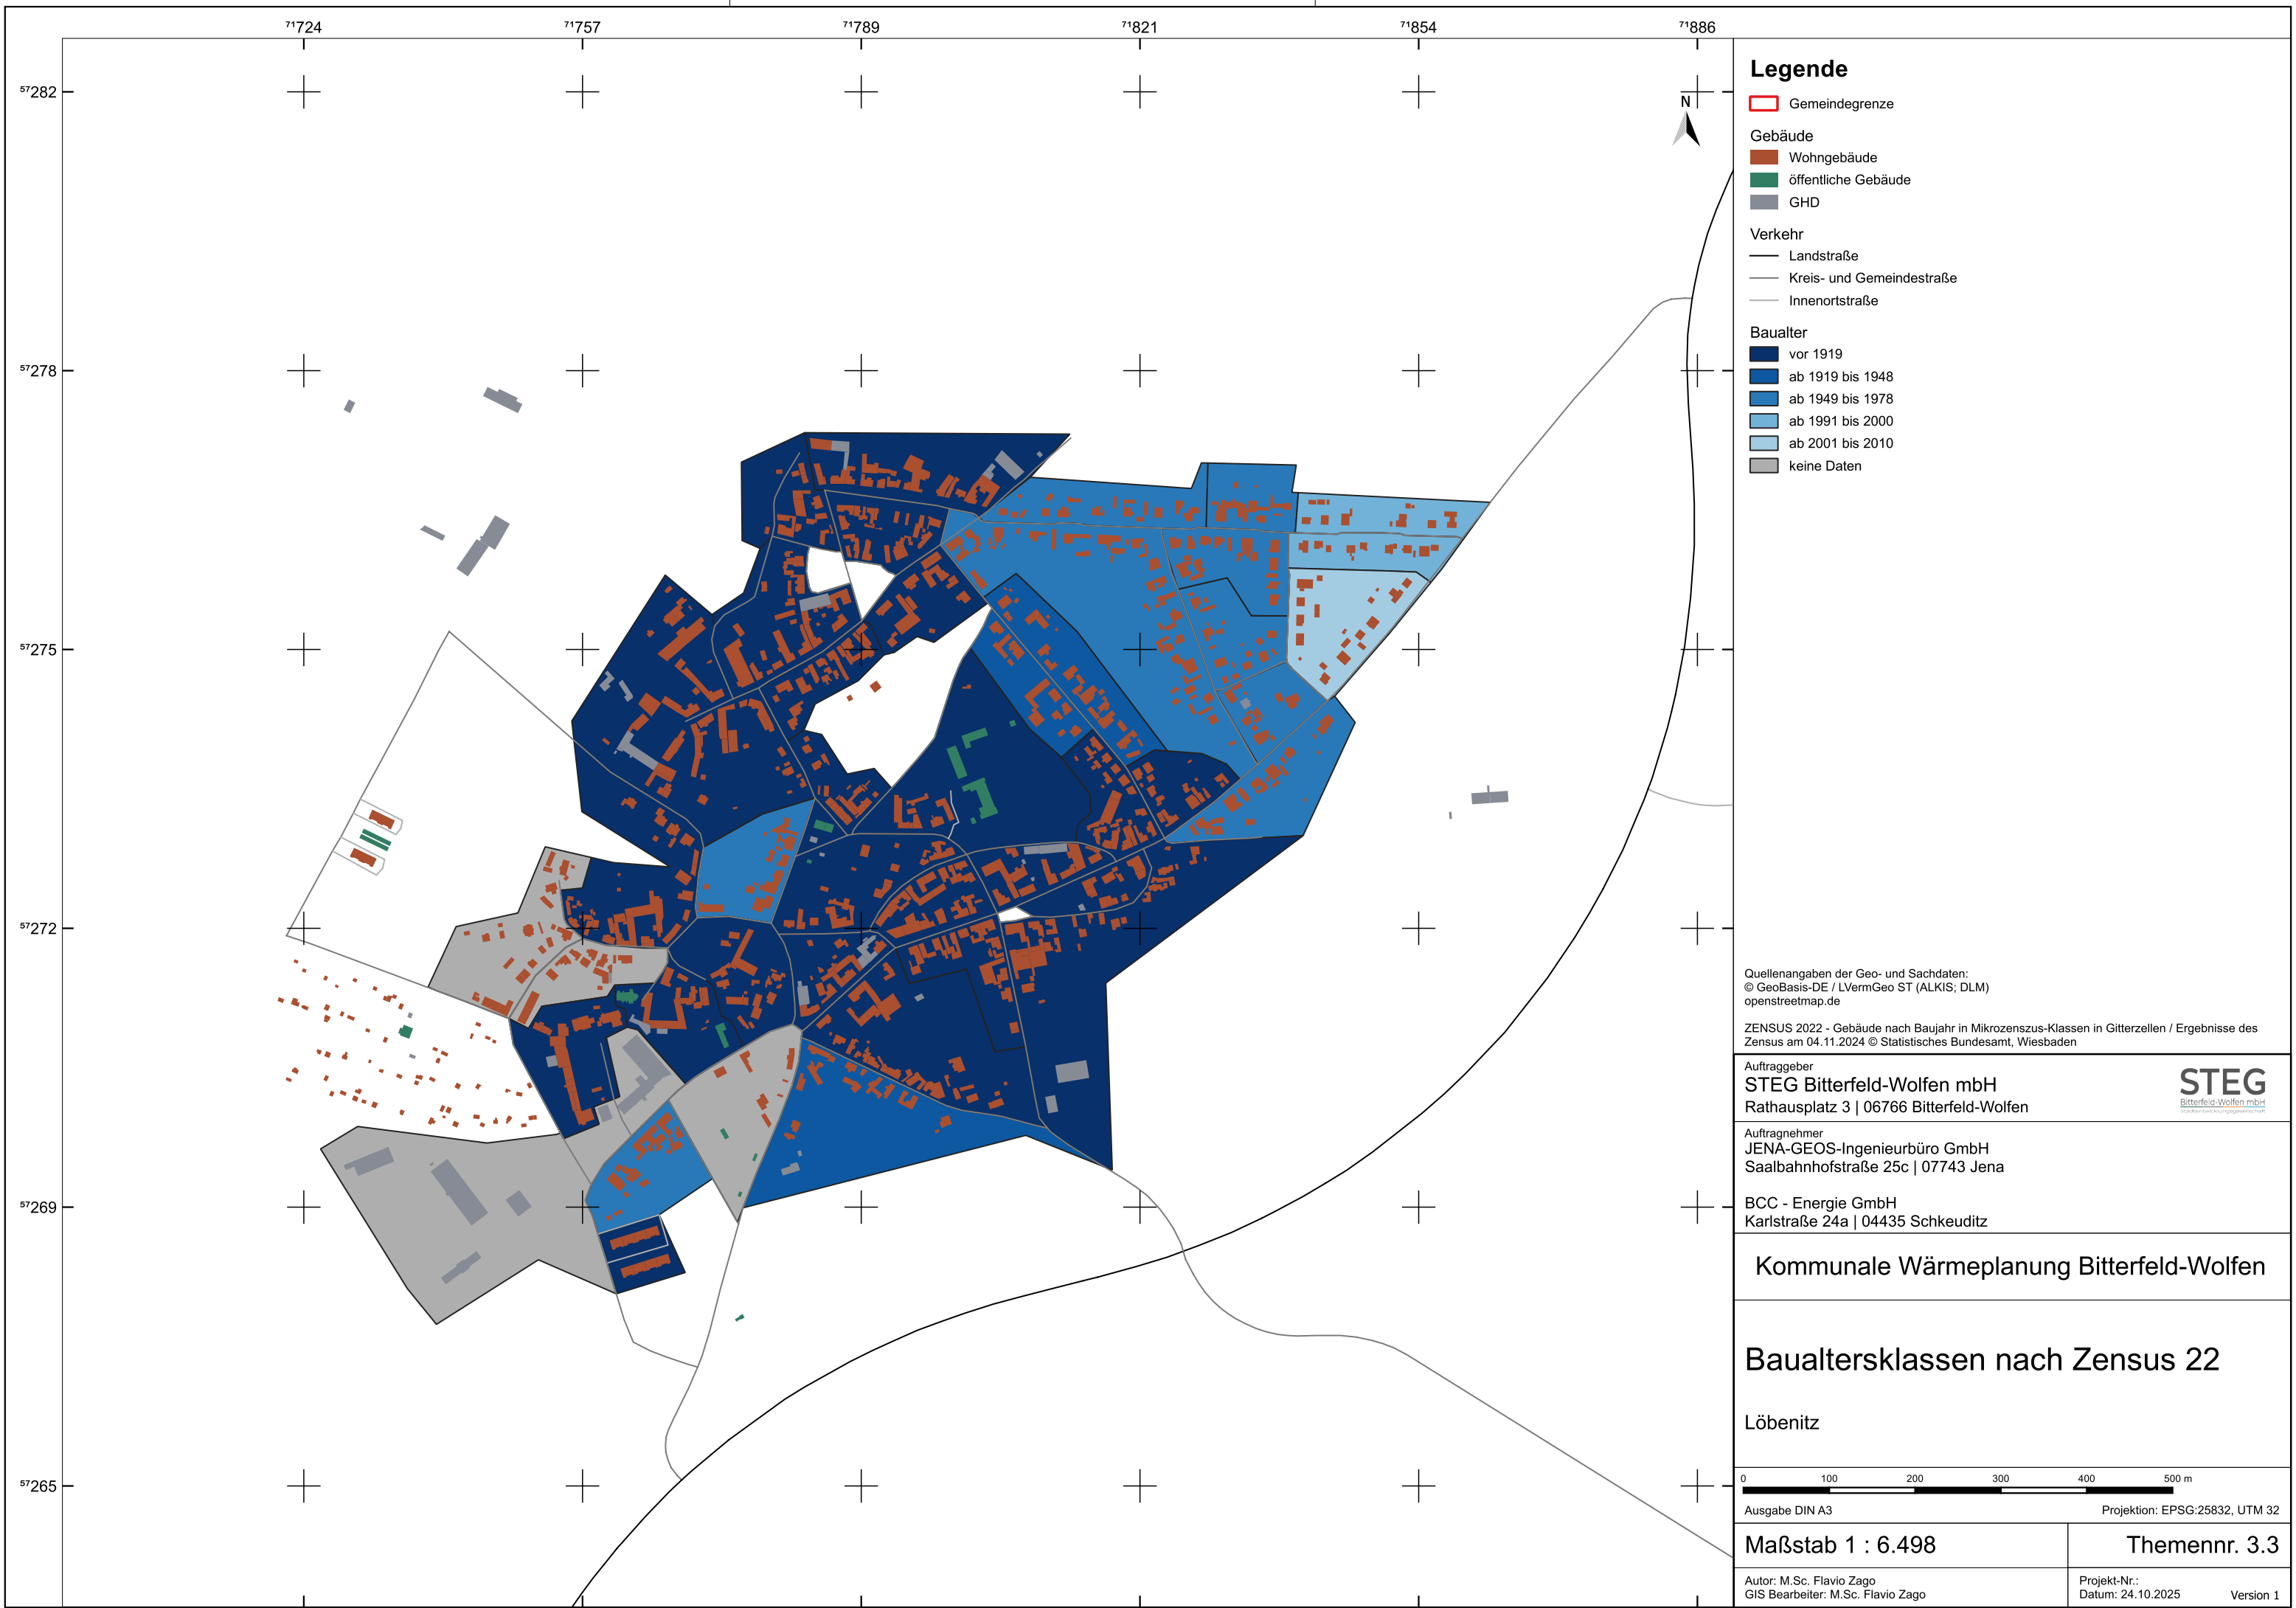 ⁷¹724 ⁷¹757 ⁷¹789 ⁷¹821 ⁷¹854 ⁷¹886
⁵⁷282
⁵⁷278
⁵⁷275
⁵⁷272
⁵⁷269
⁵⁷265
N
Legende
Gemeindegrenze
Gebäude
Wohngebäude
öffentliche Gebäude
GHD
Verkehr
Landstraße
Kreis- und Gemeindestraße
Innenortstraße
Baualter
vor 1919
ab 1919 bis 1948
ab 1949 bis 1978
ab 1991 bis 2000
ab 2001 bis 2010
keine Daten
Quellenangaben der Geo- und Sachdaten:
© GeoBasis-DE / LVermGeo ST (ALKIS; DLM)
openstreetmap.de
ZENSUS 2022 - Gebäude nach Baujahr in Mikrozenszus-Klassen in Gitterzellen / Ergebnisse des
Zensus am 04.11.2024 © Statistisches Bundesamt, Wiesbaden
Auftraggeber
STEG Bitterfeld-Wolfen mbH
Rathausplatz 3 | 06766 Bitterfeld-Wolfen
STEG
Bitterfeld-Wolfen mbH
Stadtentwicklungsgesellschaft
Auftragnehmer
JENA-GEOS-Ingenieurbüro GmbH
Saalbahnhofstraße 25c | 07743 Jena
BCC - Energie GmbH
Karlstraße 24a | 04435 Schkeuditz
Kommunale Wärmeplanung Bitterfeld-Wolfen
Baualtersklassen nach Zensus 22
Löbenitz
0 100 200 300 400 500 m
Ausgabe DIN A3 Projektion: EPSG:25832, UTM 32
Maßstab 1 : 6.498 Themennr. 3.3
Autor: M.Sc. Flavio Zago
GIS Bearbeiter: M.Sc. Flavio Zago
Projekt-Nr.:
Datum: 24.10.2025 Version 1